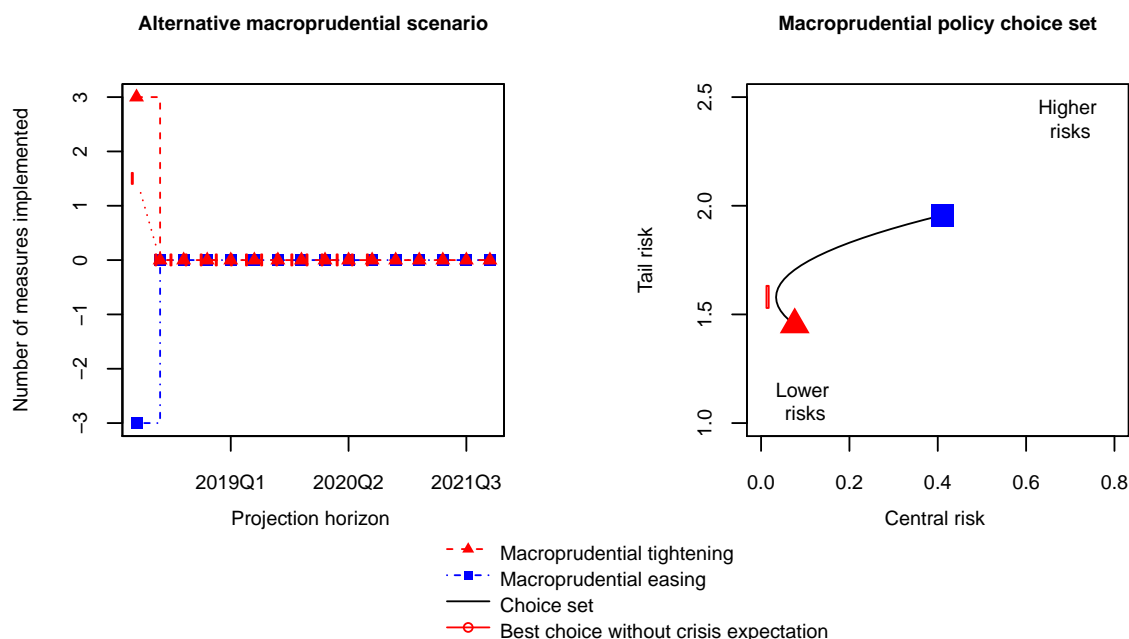 Alternative macroprudential scenario
Number of measures implemented
3
2
1
0
-1
-2
-3
2019Q1 2020Q2 2021Q3
Projection horizon
Macroprudential policy choice set
Tail risk
2.5
2.0
1.5
1.0
Higher
risks
Lower
risks
0.0 0.2 0.4 0.6 0.8
Central risk
Macroprudential tightening
Macroprudential easing
Choice set
Best choice without crisis expectation